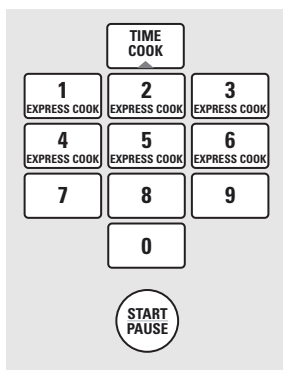 TIME
COOK
1 2 3
EXPRESS COOK EXPRESS COOK EXPRESS COOK
4 5 6
EXPRESS COOK EXPRESS COOK EXPRESS COOK
7 8 9
0
START
PAUSE